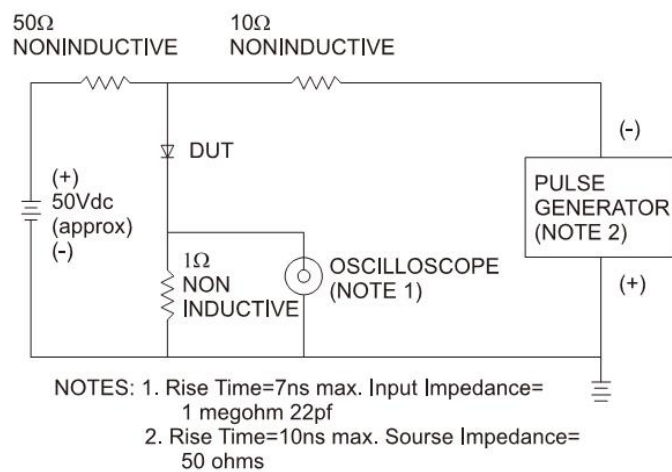 50Ω
NONINDUCTIVE
10Ω
NONINDUCTIVE
DUT
(+)
50Vdc
(approx)
(-)
1Ω
NON
INDUCTIVE
OSCILLOSCOPE
(NOTE 1)
(-)
PULSE
GENERATOR
(NOTE 2)
(+)
NOTES: 1. Rise Time=7ns max. Input Impedance=
1 megohm 22pf
2. Rise Time=10ns max. Sourse Impedance=
50 ohms